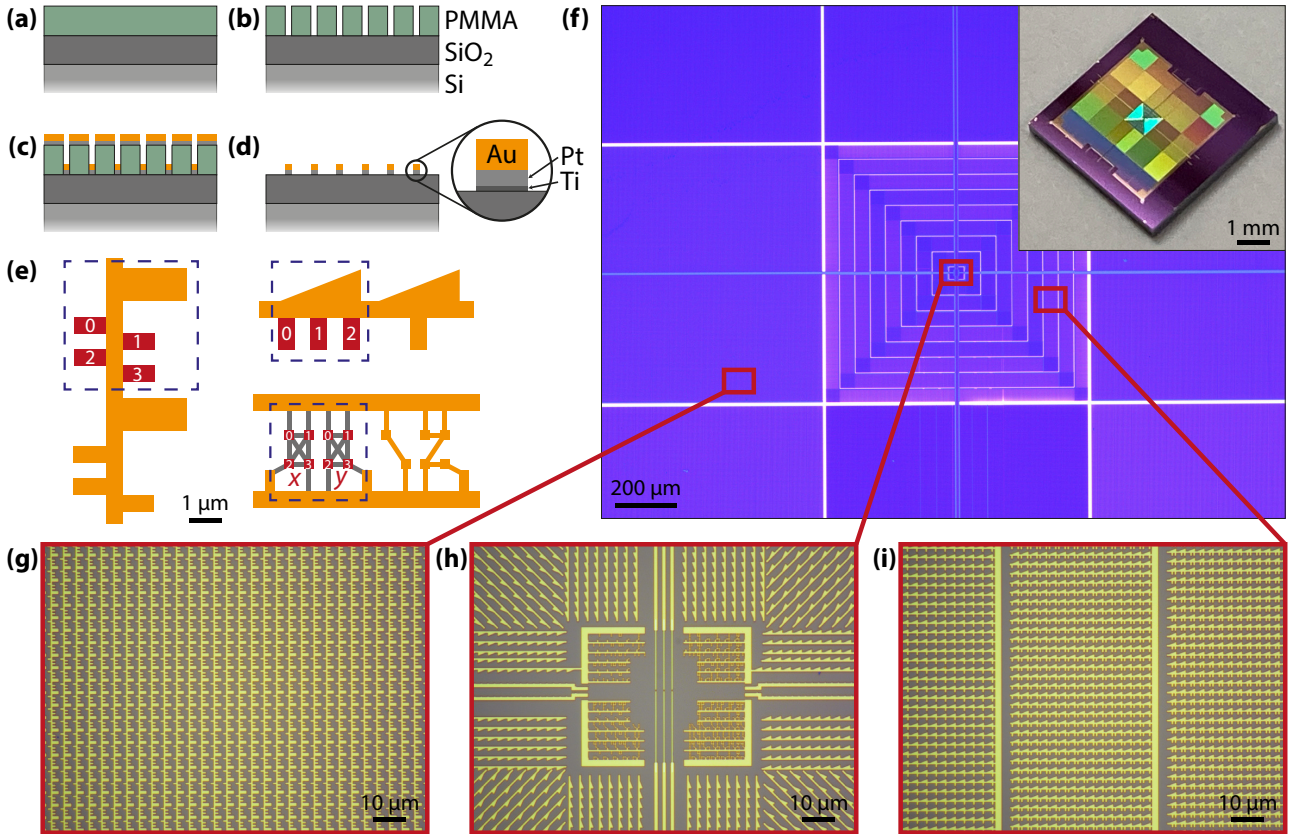 (a)
(b)
PMMA
SiO2
Si
(c)
(d)
Au
Pt
Ti
(e)
0
1
2
3
1 µm
0 1 2
0 1 0 1
2 3 2 3
x y
(f)
1 mm
200 µm
(g)
10 µm
(h)
10 µm
(i)
10 µm